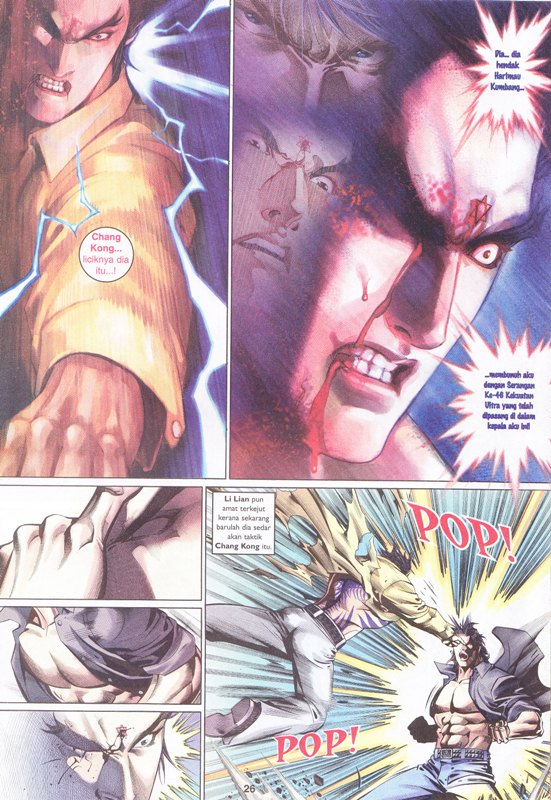 Chang
Kong...
liciknya dia
itu...!
Dia... dia
hendak
Harimau
Kumbang...
...membunuh aku
dengan Serangan
Ke-46 Kekuatan
Ultra yang telah
dipasang di dalam
kepala aku ini!
Li Lian pun
amat terkejut
kerana sekarang
barulah dia sedar
akan taktik
Chang Kong itu.
POP!
POP!
26